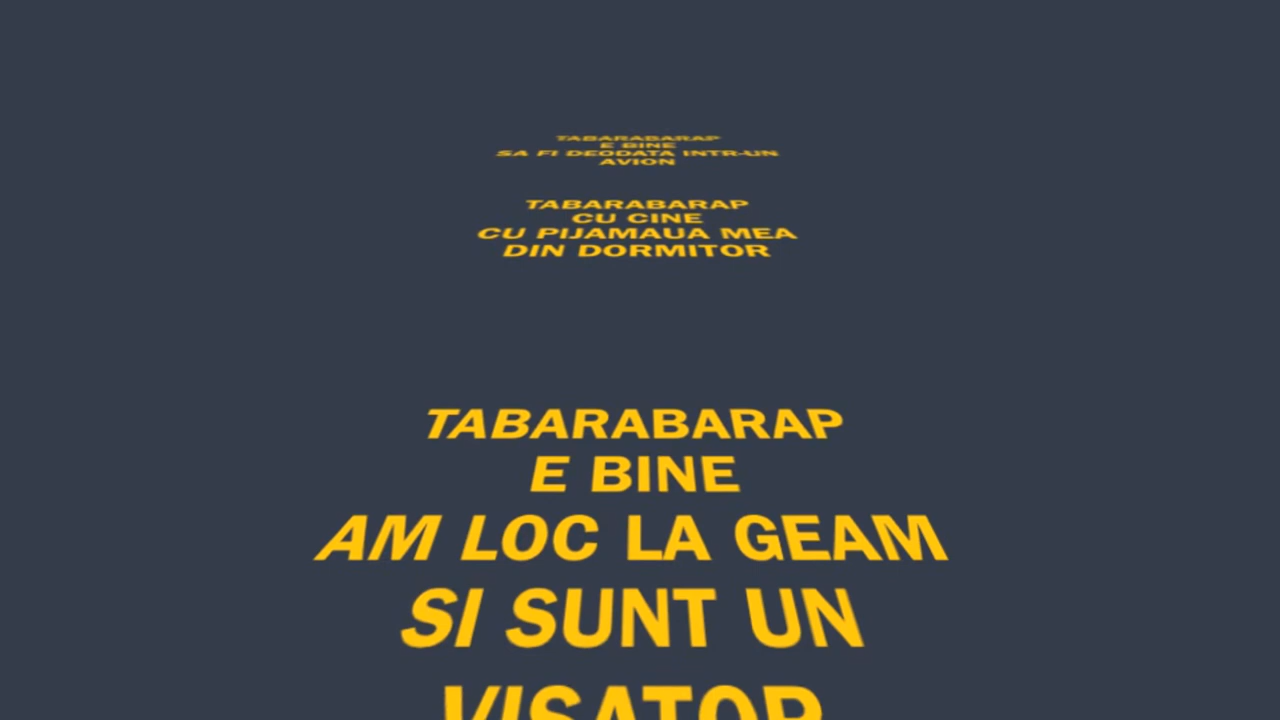 TABARABARAP
E BINE
SA FI DEODATA INTR-UN
AVION
TABARABARAP
CU CINE
CU PIJAMAUA MEA
DIN DORMITOR
TABARABARAP
E BINE
AM LOC LA GEAM
SI SUNT UN
VISATOR